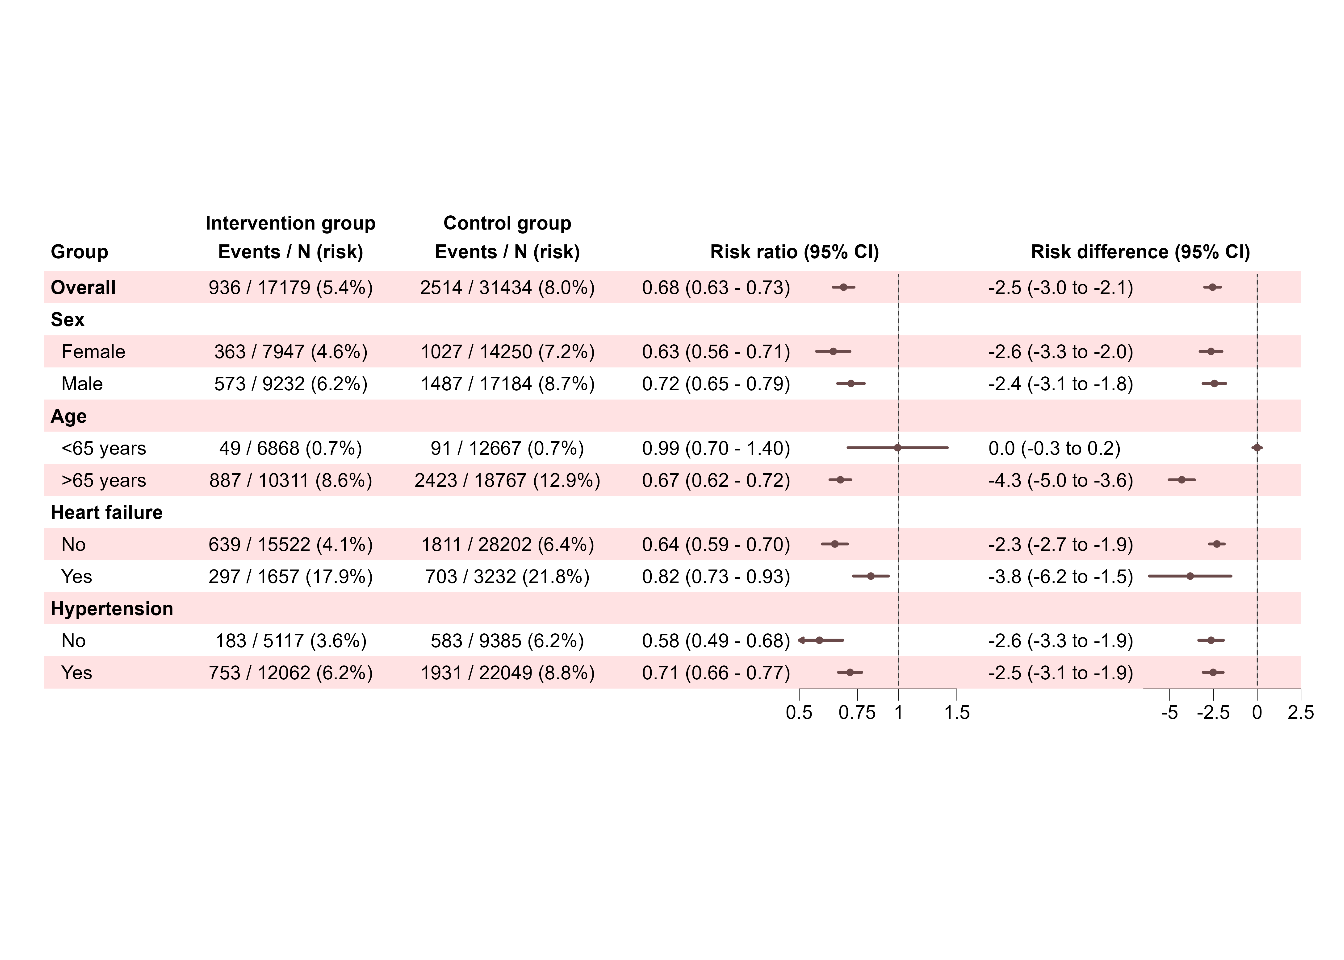 Intervention group Control group
Group Events / N (risk) Events / N (risk) Risk ratio (95% CI) Risk difference (95% CI)
Overall 936 / 17179 (5.4%) 2514 / 31434 (8.0%) 0.68 (0.63 - 0.73) -2.5 (-3.0 to -2.1)
Sex
Female 363 / 7947 (4.6%) 1027 / 14250 (7.2%) 0.63 (0.56 - 0.71) -2.6 (-3.3 to -2.0)
Male 573 / 9232 (6.2%) 1487 / 17184 (8.7%) 0.72 (0.65 - 0.79) -2.4 (-3.1 to -1.8)
Age
<65 years 49 / 6868 (0.7%) 91 / 12667 (0.7%) 0.99 (0.70 - 1.40) 0.0 (-0.3 to 0.2)
>65 years 887 / 10311 (8.6%) 2423 / 18767 (12.9%) 0.67 (0.62 - 0.72) -4.3 (-5.0 to -3.6)
Heart failure
No 639 / 15522 (4.1%) 1811 / 28202 (6.4%) 0.64 (0.59 - 0.70) -2.3 (-2.7 to -1.9)
Yes 297 / 1657 (17.9%) 703 / 3232 (21.8%) 0.82 (0.73 - 0.93) -3.8 (-6.2 to -1.5)
Hypertension
No 183 / 5117 (3.6%) 583 / 9385 (6.2%) 0.58 (0.49 - 0.68) -2.6 (-3.3 to -1.9)
Yes 753 / 12062 (6.2%) 1931 / 22049 (8.8%) 0.71 (0.66 - 0.77) -2.5 (-3.1 to -1.9)
0.5 0.75 1 1.5 -5 -2.5 0 2.5